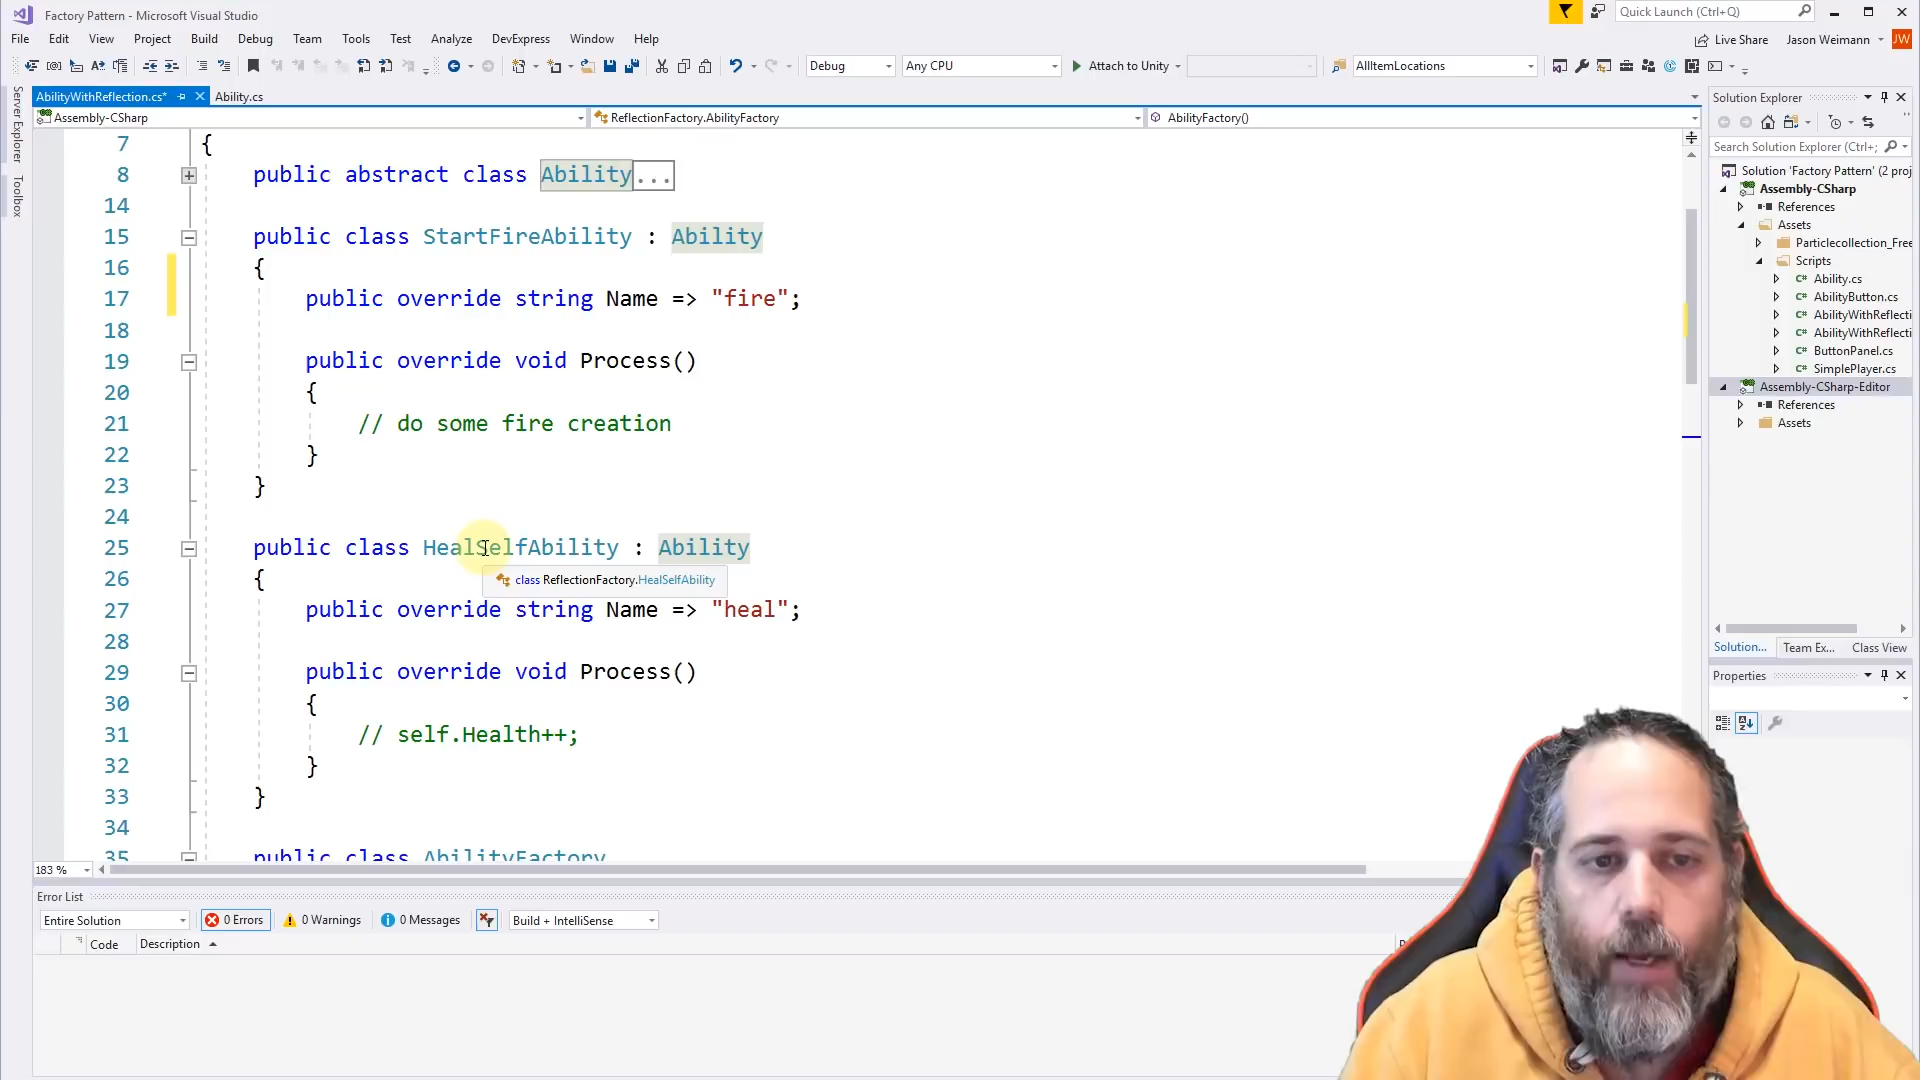 Factory Pattern - Microsoft Visual Studio
Quick Launch (Ctrl+Q)
File Edit View Project Build Debug Team Tools Test Analyze DevExpress Window Help
Live Share Jason Weimann JW
Debug Any CPU Attach to Unity AllItemLocations
Server Explorer
Toolbox
AbilityWithReflection.cs* Ability.cs
Assembly-CSharp ReflectionFactory.AbilityFactory AbilityFactory()
7 {
8 public abstract class Ability...
14
15 public class StartFireAbility : Ability
16 {
17 public override string Name => "fire";
18
19 public override void Process()
20 {
21 // do some fire creation
22 }
23 }
24
25 public class HealSelfAbility : Ability
26 {
class ReflectionFactory.HealSelfAbility
27 public override string Name => "heal";
28
29 public override void Process()
30 {
31 // self.Health++;
32 }
33 }
34
35 public class AbilityFactory
183 %
Error List
Entire Solution 0 Errors 0 Warnings 0 Messages Build + IntelliSense
Code Description
Solution Explorer
Search Solution Explorer (Ctrl+;
Solution 'Factory Pattern' (2 proj
Assembly-CSharp
References
Assets
Particlecollection_Free
Scripts
C# Ability.cs
C# AbilityButton.cs
C# AbilityWithReflecti
C# AbilityWithReflecti
C# ButtonPanel.cs
C# SimplePlayer.cs
Assembly-CSharp-Editor
References
Assets
Solution... Team Ex... Class View
Properties